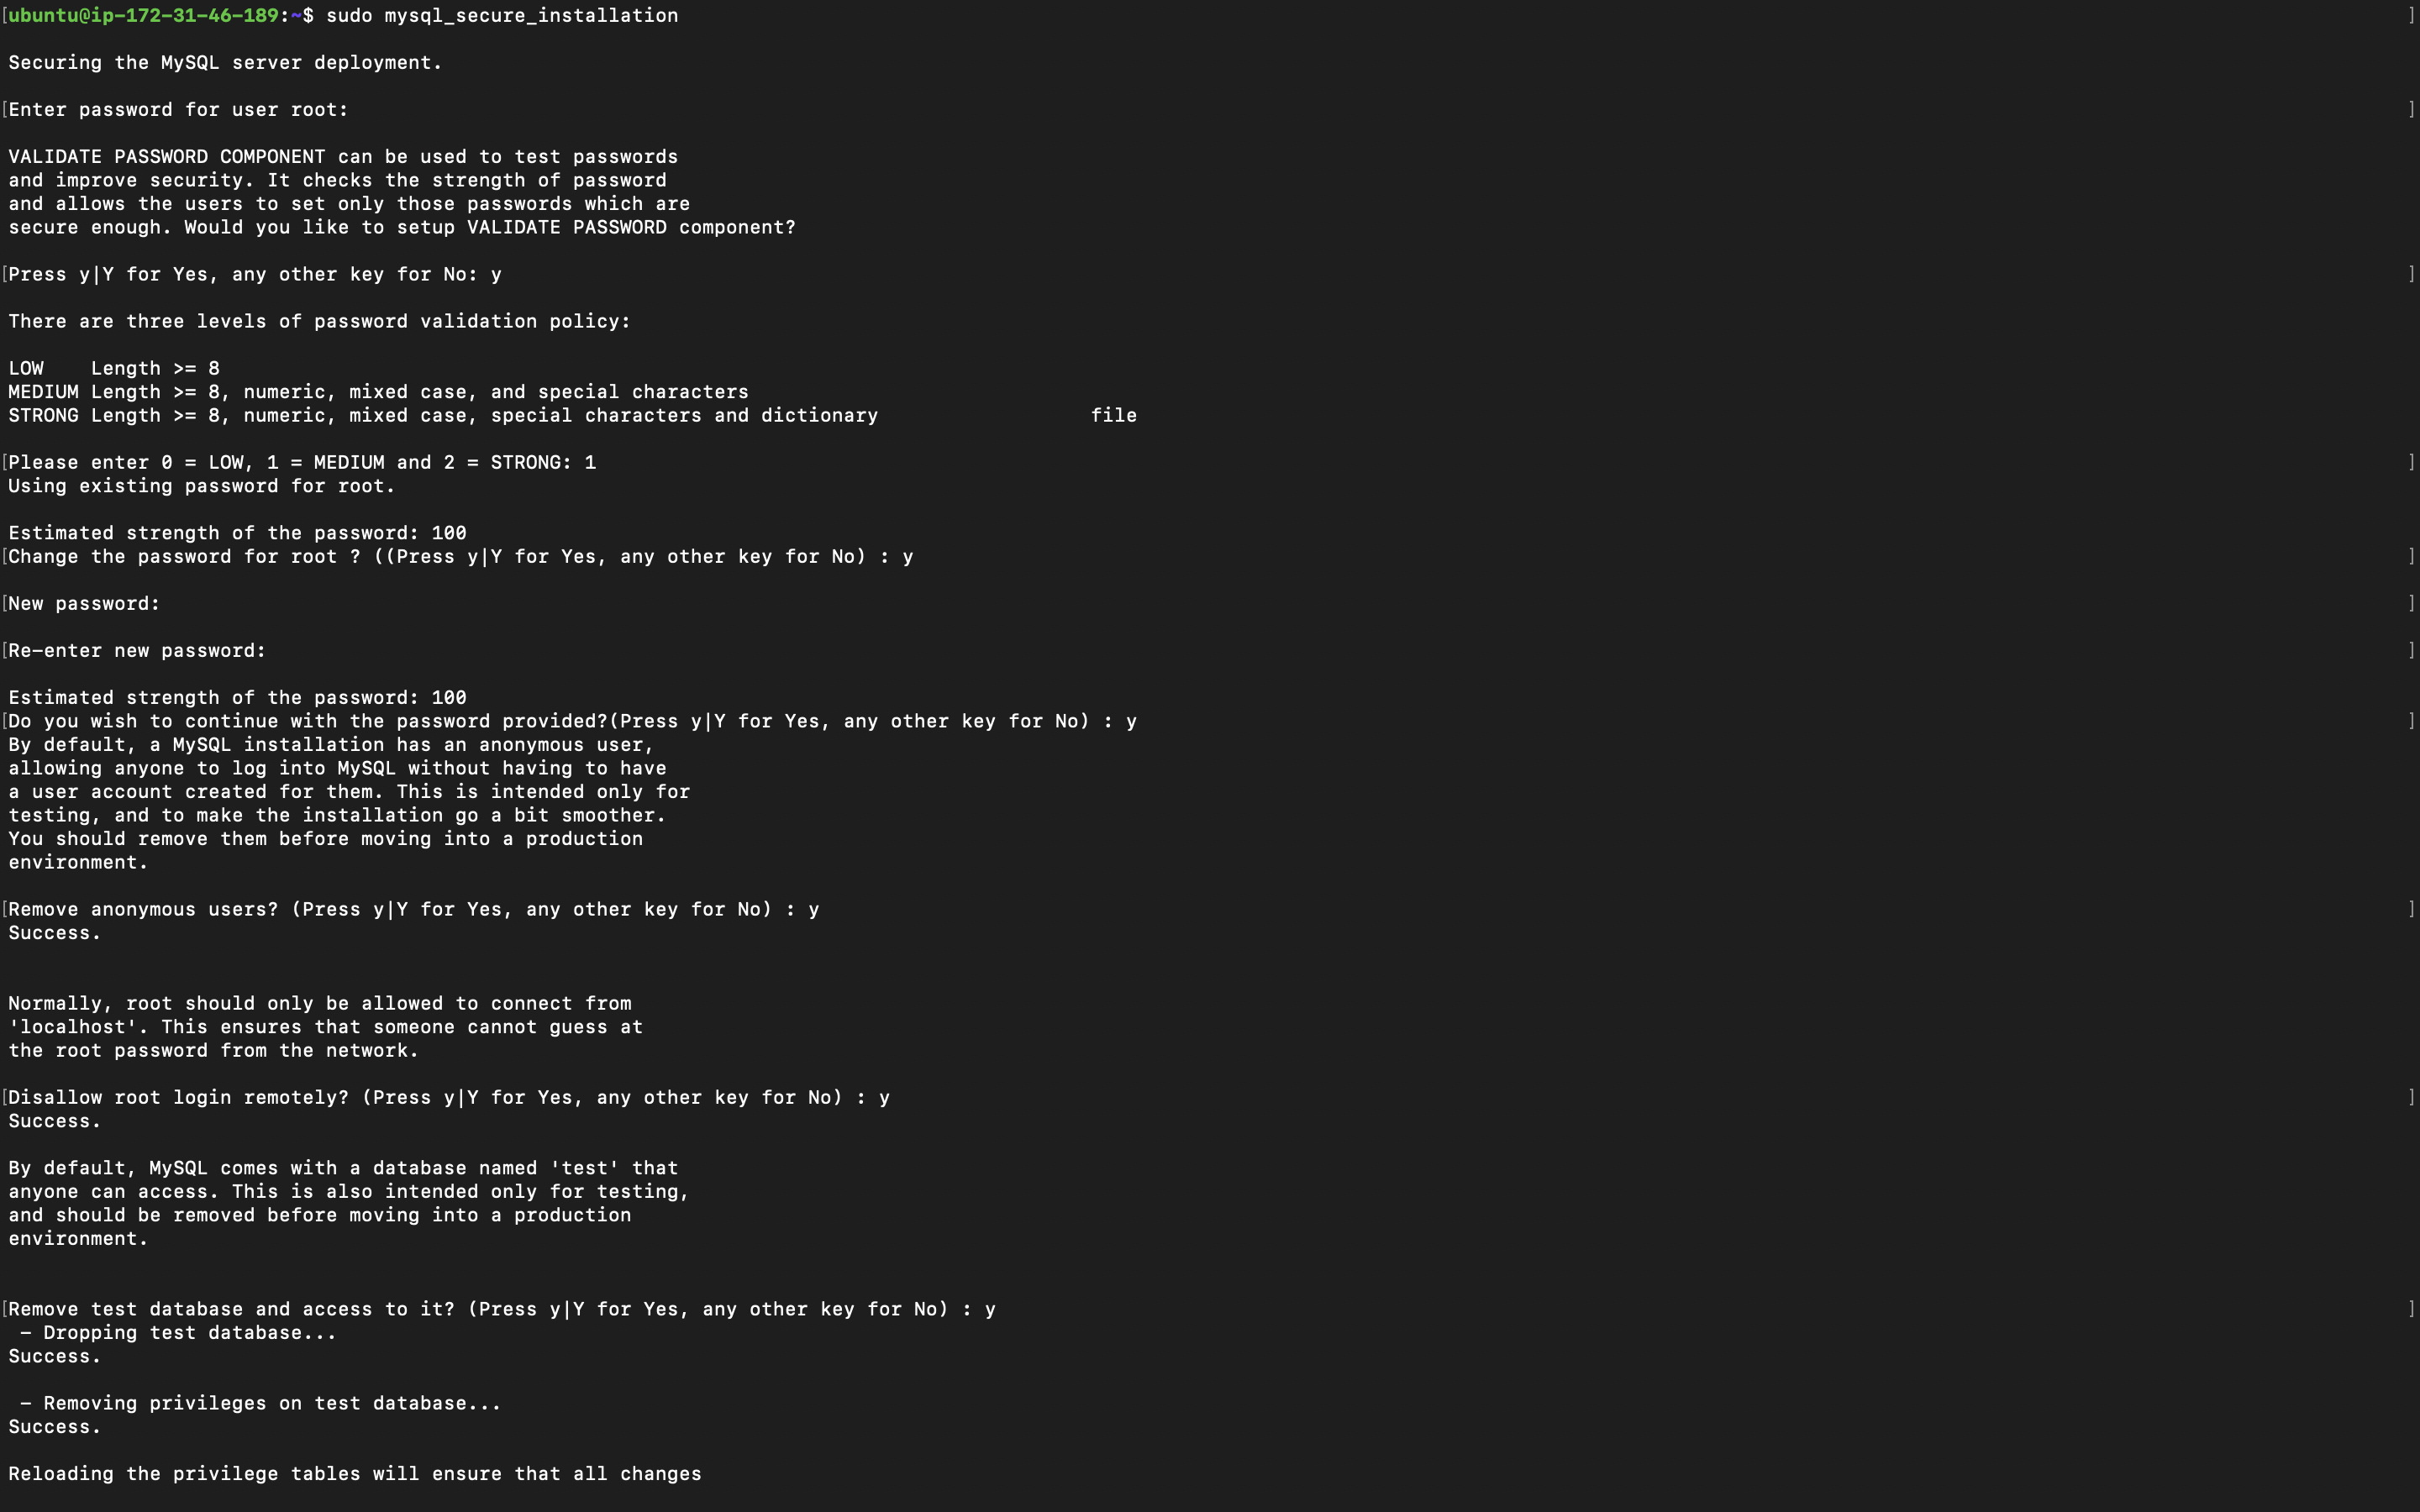 [ubuntu@ip-172-31-46-189:~$ sudo mysql_secure_installation ]
Securing the MySQL server deployment.
[Enter password for user root: ]
VALIDATE PASSWORD COMPONENT can be used to test passwords
and improve security. It checks the strength of password
and allows the users to set only those passwords which are
secure enough. Would you like to setup VALIDATE PASSWORD component?
[Press y|Y for Yes, any other key for No: y ]
There are three levels of password validation policy:
LOW    Length >= 8
MEDIUM Length >= 8, numeric, mixed case, and special characters
STRONG Length >= 8, numeric, mixed case, special characters and dictionary                  file
[Please enter 0 = LOW, 1 = MEDIUM and 2 = STRONG: 1 ]
Using existing password for root.
Estimated strength of the password: 100
[Change the password for root ? ((Press y|Y for Yes, any other key for No) : y ]
[New password: ]
[Re-enter new password: ]
Estimated strength of the password: 100
[Do you wish to continue with the password provided?(Press y|Y for Yes, any other key for No) : y ]
By default, a MySQL installation has an anonymous user,
allowing anyone to log into MySQL without having to have
a user account created for them. This is intended only for
testing, and to make the installation go a bit smoother.
You should remove them before moving into a production
environment.
[Remove anonymous users? (Press y|Y for Yes, any other key for No) : y ]
Success.
Normally, root should only be allowed to connect from
'localhost'. This ensures that someone cannot guess at
the root password from the network.
[Disallow root login remotely? (Press y|Y for Yes, any other key for No) : y ]
Success.
By default, MySQL comes with a database named 'test' that
anyone can access. This is also intended only for testing,
and should be removed before moving into a production
environment.
[Remove test database and access to it? (Press y|Y for Yes, any other key for No) : y ]
 - Dropping test database...
Success.
 - Removing privileges on test database...
Success.
Reloading the privilege tables will ensure that all changes